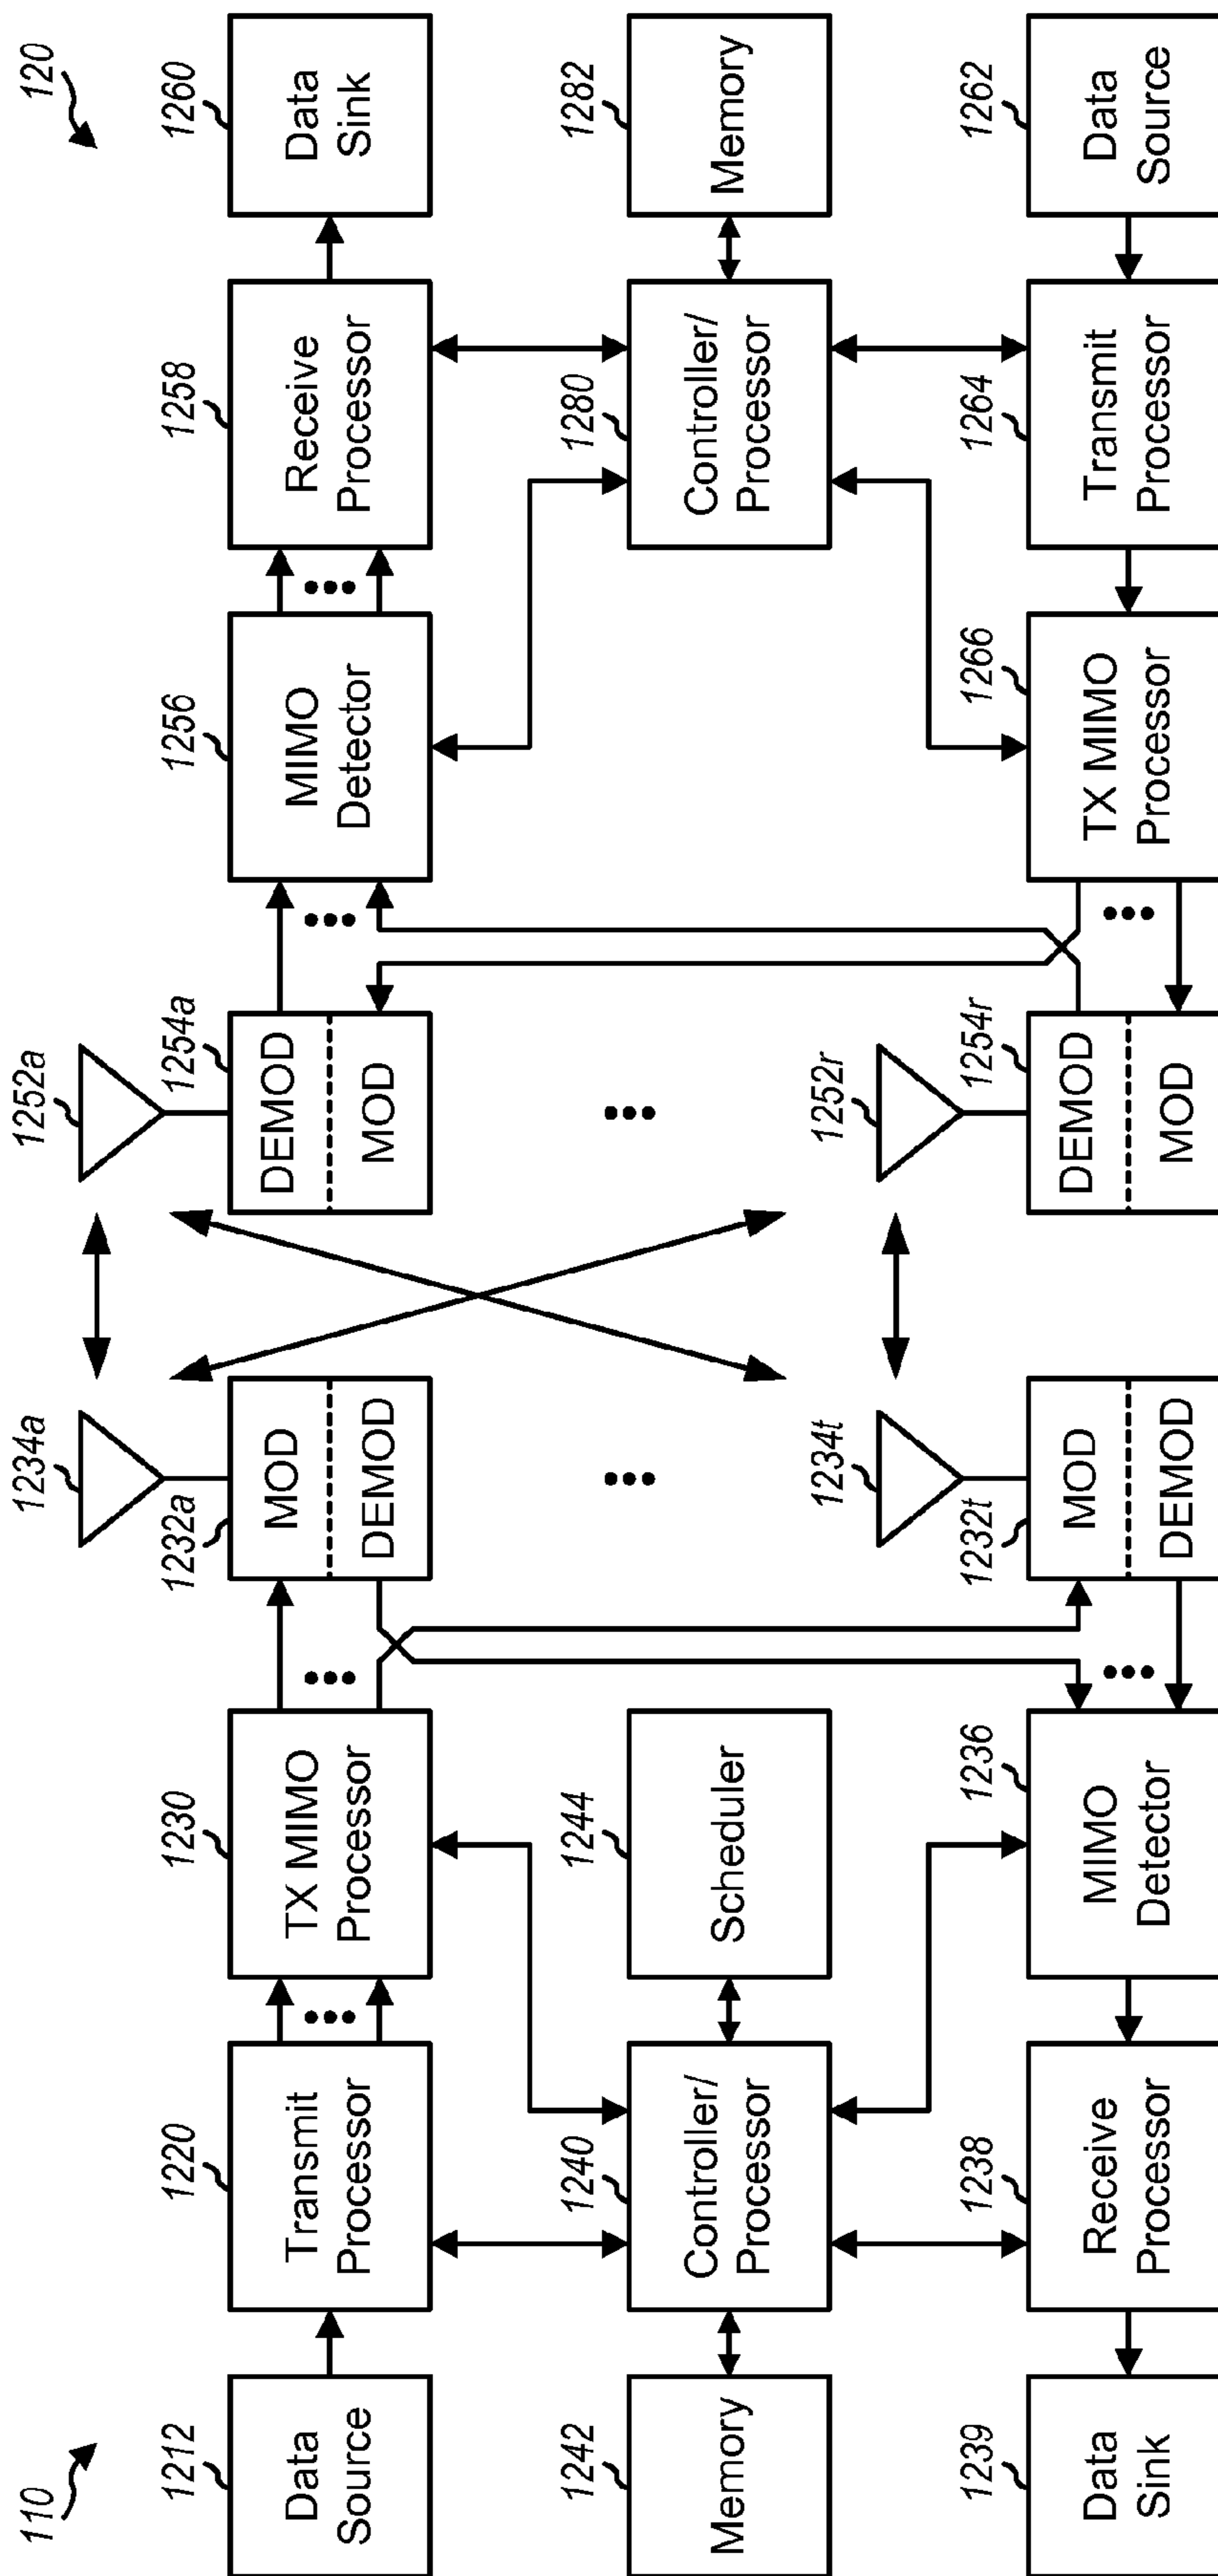 110
120
1234a
1252a
1212
1220
1230
1232a
1254a
1256
1258
1260
Data
Source
Transmit
Processor
TX MIMO
Processor
MOD
DEMOD
DEMOD
MOD
MIMO
Detector
Receive
Processor
Data
Sink
1242
1240
1244
1280
1282
Memory
Controller/
Processor
Scheduler
Controller/
Processor
Memory
1234t
1252r
1239
1238
1236
1232t
1254r
1266
1264
1262
Data
Sink
Receive
Processor
MIMO
Detector
MOD
DEMOD
DEMOD
MOD
TX MIMO
Processor
Transmit
Processor
Data
Source